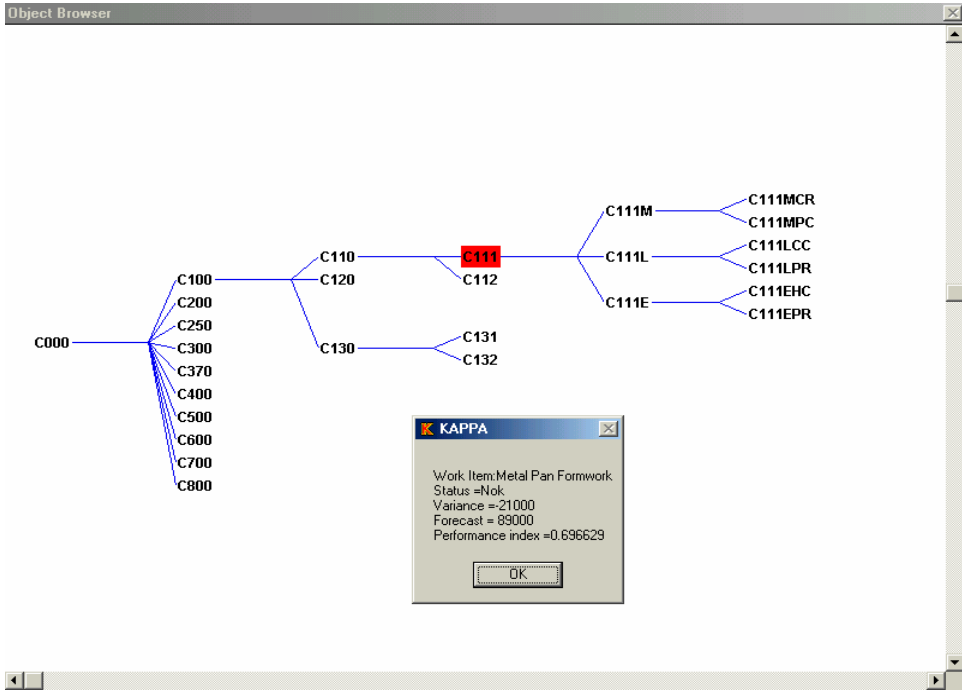 Object Browser
C111MCR
C111M
C111MPC
C111LCC
C110
C111
C111L
C111LPR
C100
C120
C112
C111EHC
C200
C111E
C111EPR
C250
C131
C000
C300
C130
C132
C370
C400
C500
C600
C700
C800
K KAPPA
Work Item:Metal Pan Formwork
Status =Nok
Variance =-21000
Forecast = 89000
Performance index =0.696629
OK